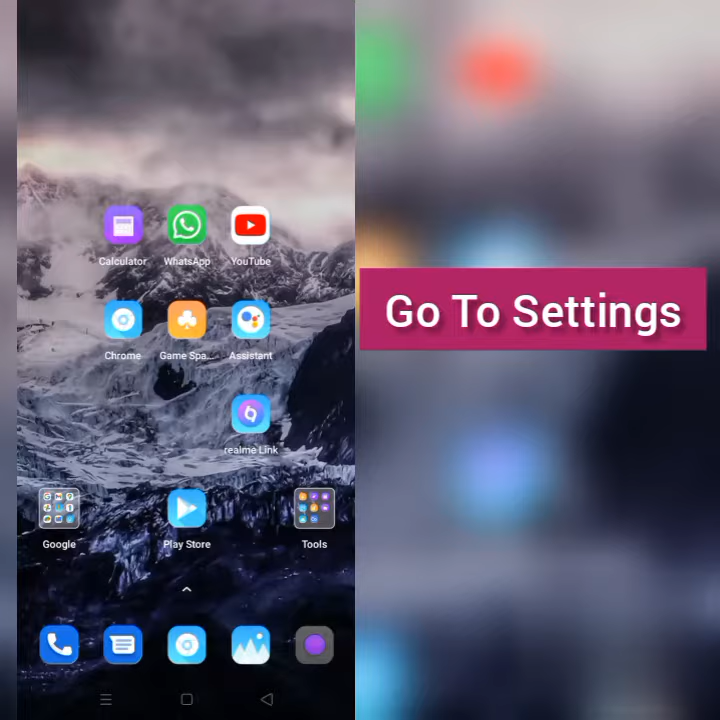 Calculator WhatsApp YouTube
Chrome Game Spa... Assistant
realme Link
Google Play Store Tools
Go To Settings